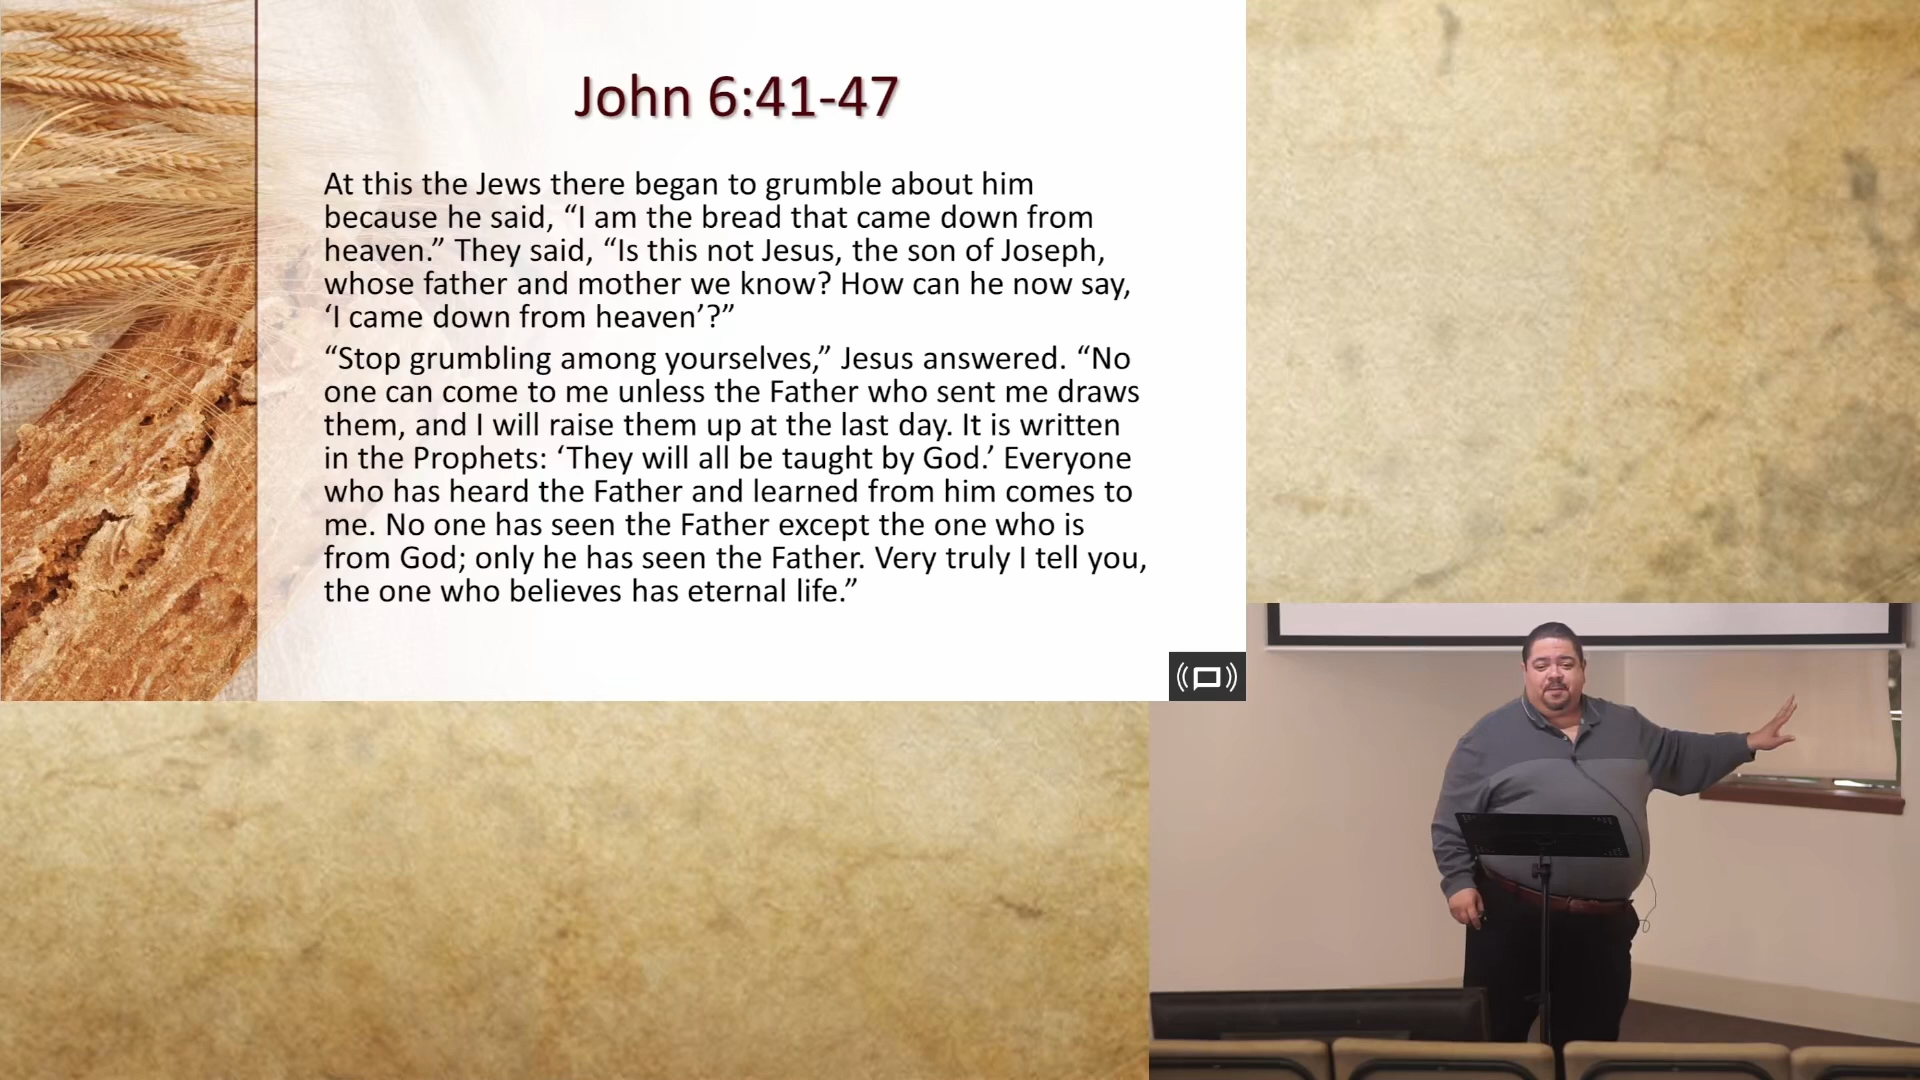 John 6:41-47
At this the Jews there began to grumble about him
because he said, “I am the bread that came down from
heaven.” They said, “Is this not Jesus, the son of Joseph,
whose father and mother we know? How can he now say,
‘I came down from heaven’?”
“Stop grumbling among yourselves,” Jesus answered. “No
one can come to me unless the Father who sent me draws
them, and I will raise them up at the last day. It is written
in the Prophets: ‘They will all be taught by God.’ Everyone
who has heard the Father and learned from him comes to
me. No one has seen the Father except the one who is
from God; only he has seen the Father. Very truly I tell you,
the one who believes has eternal life.”